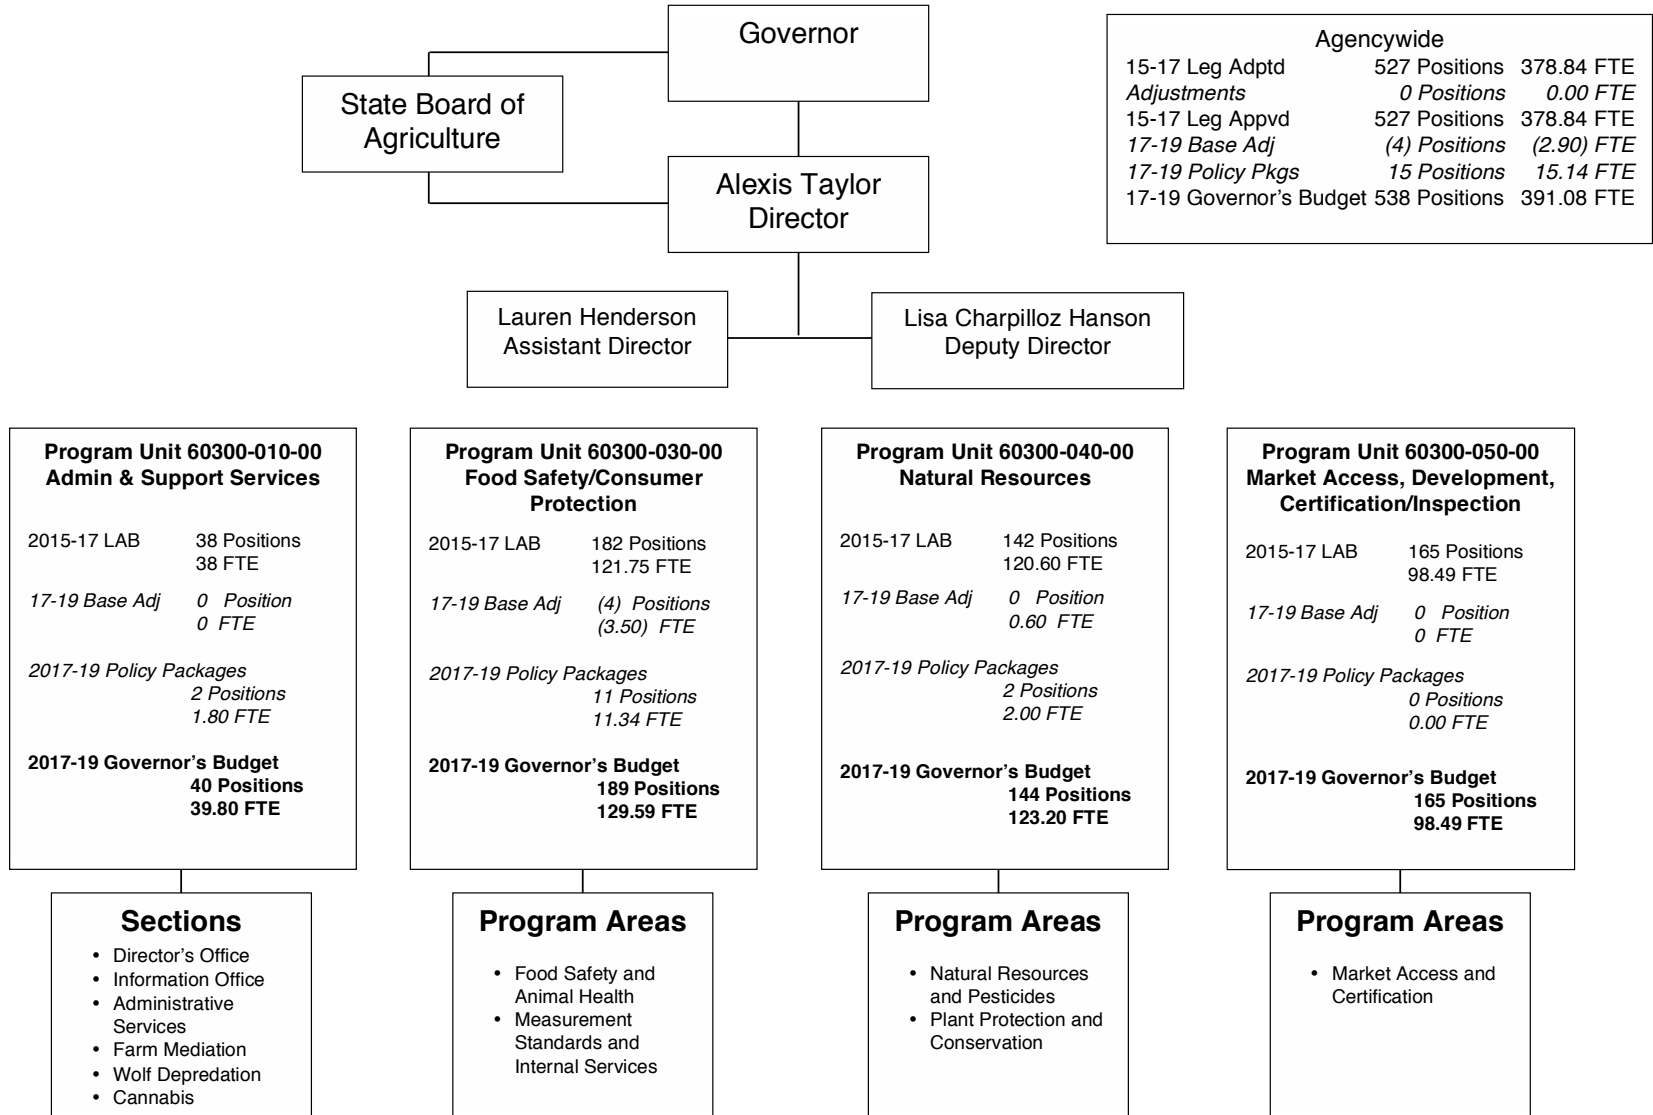 Governor
State Board of
Agriculture
Alexis Taylor
Director
Agencywide
15-17 Leg Adptd 527 Positions 378.84 FTE
Adjustments 0 Positions 0.00 FTE
15-17 Leg Appvd 527 Positions 378.84 FTE
17-19 Base Adj (4) Positions (2.90) FTE
17-19 Policy Pkgs 15 Positions 15.14 FTE
17-19 Governor’s Budget 538 Positions 391.08 FTE
Lauren Henderson
Assistant Director
Lisa Charpilloz Hanson
Deputy Director
Program Unit 60300-010-00
Admin & Support Services
2015-17 LAB 38 Positions
38 FTE
17-19 Base Adj 0 Position
0 FTE
2017-19 Policy Packages
2 Positions
1.80 FTE
2017-19 Governor’s Budget
40 Positions
39.80 FTE
Sections
• Director’s Office
• Information Office
• Administrative
Services
• Farm Mediation
• Wolf Depredation
• Cannabis
Program Unit 60300-030-00
Food Safety/Consumer
Protection
2015-17 LAB 182 Positions
121.75 FTE
17-19 Base Adj (4) Positions
(3.50) FTE
2017-19 Policy Packages
11 Positions
11.34 FTE
2017-19 Governor’s Budget
189 Positions
129.59 FTE
Program Areas
• Food Safety and
Animal Health
• Measurement
Standards and
Internal Services
Program Unit 60300-040-00
Natural Resources
2015-17 LAB 142 Positions
120.60 FTE
17-19 Base Adj 0 Position
0.60 FTE
2017-19 Policy Packages
2 Positions
2.00 FTE
2017-19 Governor’s Budget
144 Positions
123.20 FTE
Program Areas
• Natural Resources
and Pesticides
• Plant Protection and
Conservation
Program Unit 60300-050-00
Market Access, Development,
Certification/Inspection
2015-17 LAB 165 Positions
98.49 FTE
17-19 Base Adj 0 Position
0 FTE
2017-19 Policy Packages
0 Positions
0.00 FTE
2017-19 Governor’s Budget
165 Positions
98.49 FTE
Program Areas
• Market Access and
Certification